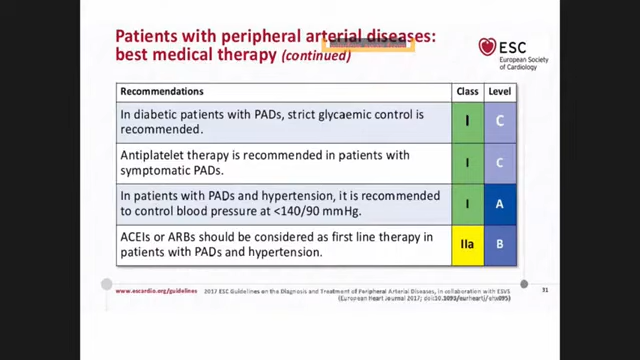 Patients with peripheral arterial diseases:
best medical therapy (continued)
ESC
European Society
of Cardiology
Recommendations Class Level
In diabetic patients with PADs, strict glycaemic control is
recommended. I C
Antiplatelet therapy is recommended in patients with
symptomatic PADs. I C
In patients with PADs and hypertension, it is recommended
to control blood pressure at <140/90 mmHg. I A
ACEIs or ARBs should be considered as first line therapy in
patients with PADs and hypertension. IIa B
www.escardio.org/guidelines 2017 ESC Guidelines on the Diagnosis and Treatment of Peripheral Arterial Diseases, in collaboration with ESVS 31
(European Heart Journal 2017; doi:10.1093/eurheartj/ehx095)